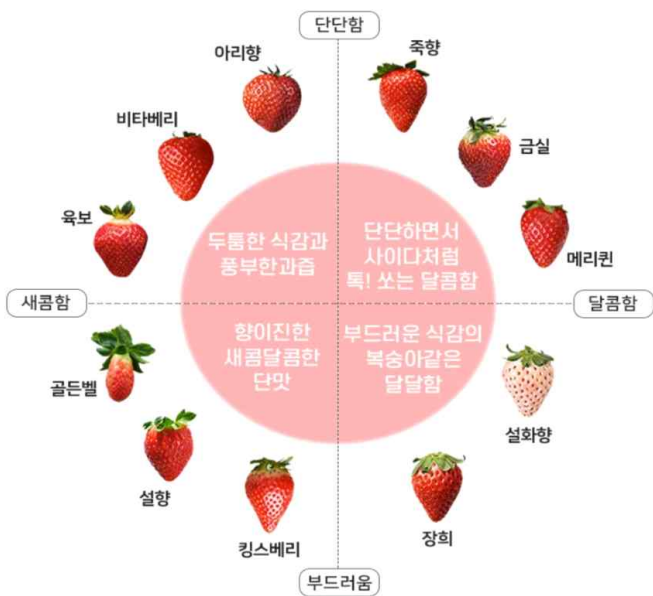 단단함
아리향
죽향
비타베리
금실
육보
메리퀸
두툼한 식감과
풍부한과즙
단단하면서
사이다처럼
톡! 쏘는 달콤함
새콤함
달콤함
향이진한
새콤달콤한
단맛
부드러운 식감의
복숭아같은
달달함
골든벨
설화향
설향
킹스베리
장희
부드러움